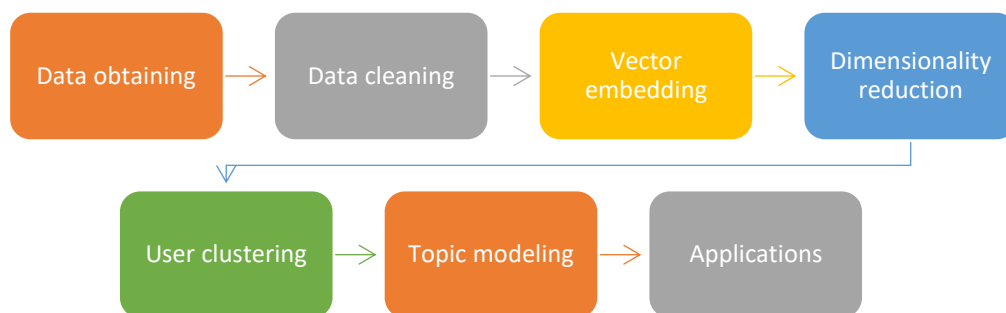 Data obtaining
Data cleaning
Vector
embedding
Dimensionality
reduction
User clustering
Topic modeling
Applications